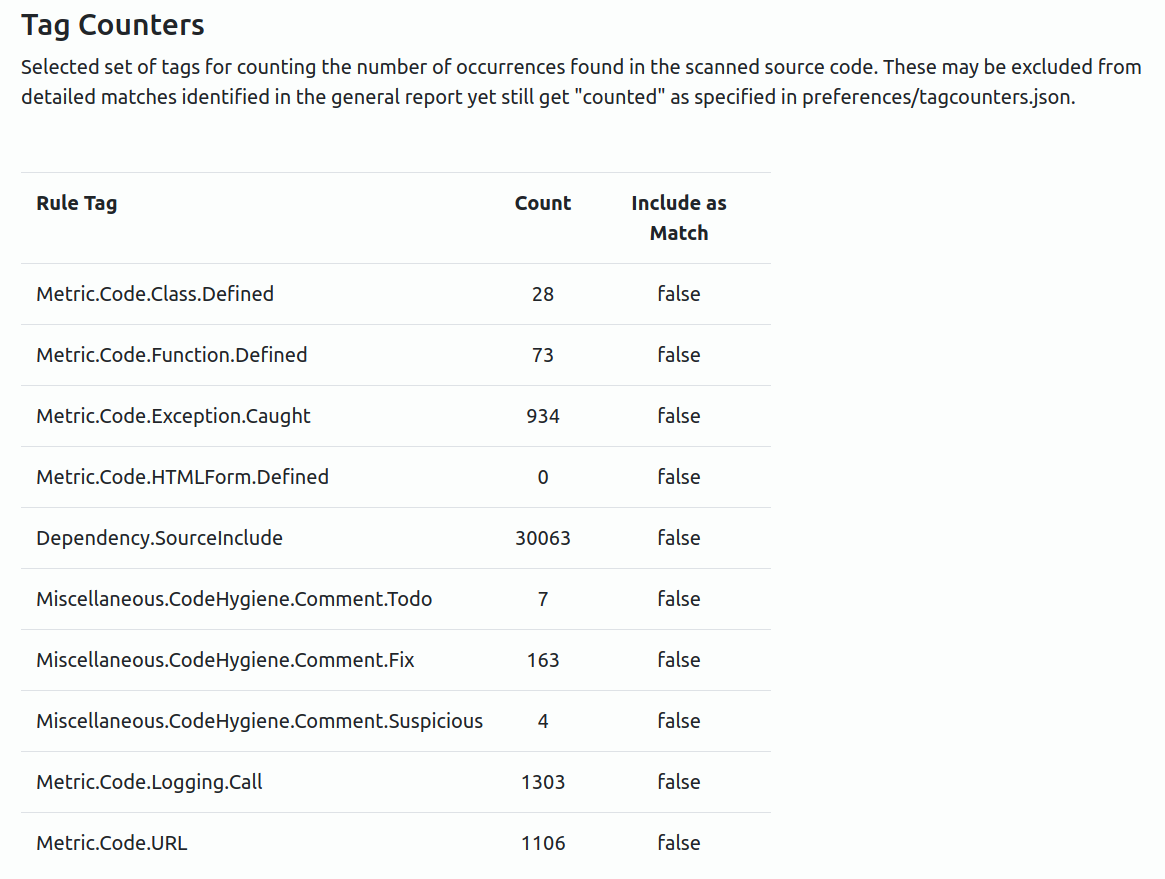 Tag Counters
Selected set of tags for counting the number of occurrences found in the scanned source code. These may be excluded from
detailed matches identified in the general report yet still get "counted" as specified in preferences/tagcounters.json.
Rule Tag Count Include as
Match
Metric.Code.Class.Defined 28 false
Metric.Code.Function.Defined 73 false
Metric.Code.Exception.Caught 934 false
Metric.Code.HTMLForm.Defined 0 false
Dependency.SourceInclude 30063 false
Miscellaneous.CodeHygiene.Comment.Todo 7 false
Miscellaneous.CodeHygiene.Comment.Fix 163 false
Miscellaneous.CodeHygiene.Comment.Suspicious 4 false
Metric.Code.Logging.Call 1303 false
Metric.Code.URL 1106 false